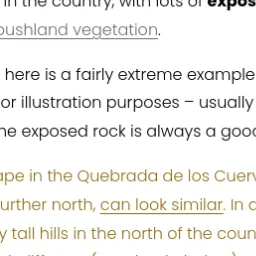 in the country, with lots of expos
bushland vegetation.
here is a fairly extreme example
or illustration purposes – usually
he exposed rock is always a good
ape in the Quebrada de los Cuerv
urther north, can look similar. In a
y tall hills in the north of the coun